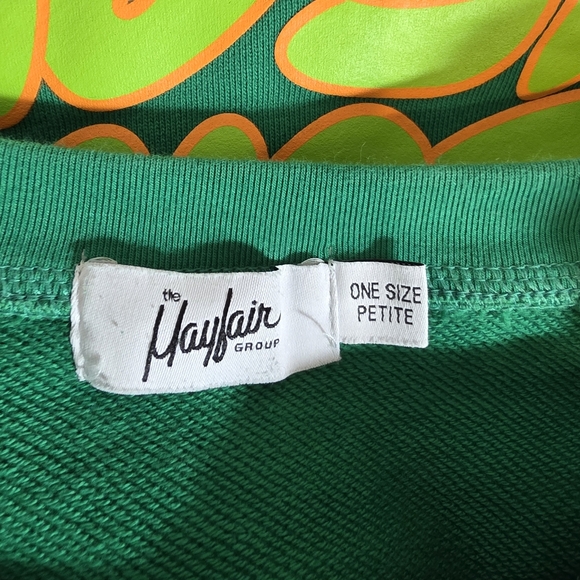 the
Mayfair
GROUP
ONE SIZE
PETITE